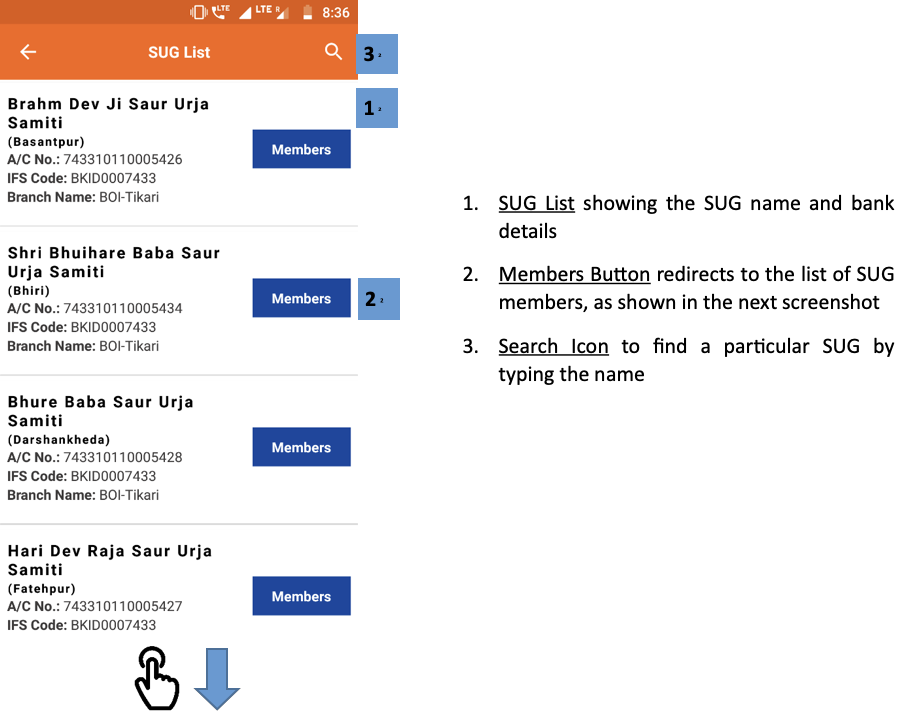 LTE LTE R 8:36
SUG List
3
Brahm Dev Ji Saur Urja
Samiti
(Basantpur)
A/C No.: 743310110005426
IFS Code: BKID0007433
Branch Name: BOI-Tikari
Members
1
Shri Bhuihare Baba Saur
Urja Samiti
(Bhiri)
A/C No.: 743310110005434
IFS Code: BKID0007433
Branch Name: BOI-Tikari
Members
2
Bhure Baba Saur Urja
Samiti
(Darshankheda)
A/C No.: 743310110005428
IFS Code: BKID0007433
Branch Name: BOI-Tikari
Members
Hari Dev Raja Saur Urja
Samiti
(Fatehpur)
A/C No.: 743310110005427
IFS Code: BKID0007433
Members
1. SUG List showing the SUG name and bank
details
2. Members Button redirects to the list of SUG
members, as shown in the next screenshot
3. Search Icon to find a particular SUG by
typing the name